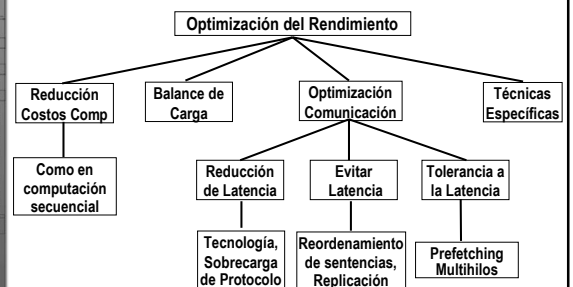 Optimización del Rendimiento
Reducción
Costos Comp
Balance de
Carga
Optimización
Comunicación
Técnicas
Específicas
Como en
computación
secuencial
Reducción
de Latencia
Evitar
Latencia
Tolerancia a
la Latencia
Tecnología,
Sobrecarga
de Protocolo
Reordenamiento
de sentencias,
Replicación
Prefetching
Multihilos